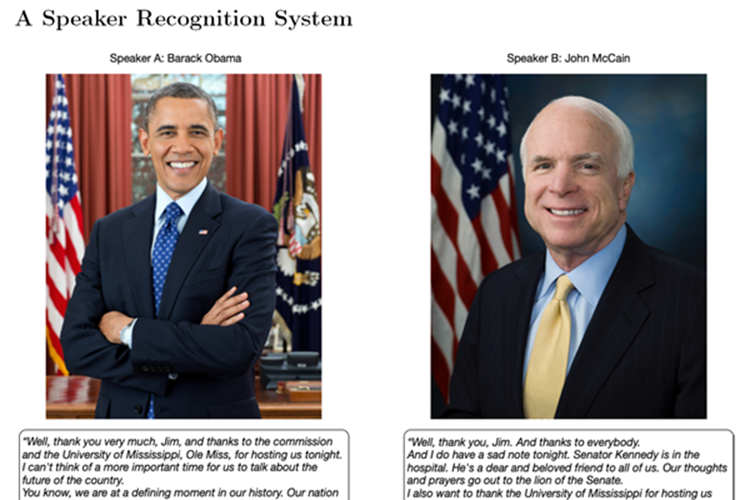 A Speaker Recognition System
Speaker A: Barack Obama
Speaker B: John McCain
"Well, thank you very much, Jim, and thanks to the commission
and the University of Mississippi, Ole Miss, for hosting us tonight.
I can't think of a more important time for us to talk about the
future of the country.
You know, we are at a defining moment in our history. Our nation
"Well, thank you, Jim. And thanks to everybody.
And I do have a sad note tonight. Senator Kennedy is in the
hospital. He's a dear and beloved friend to all of us. Our thoughts
and prayers go out to the lion of the Senate.
I also want to thank the University of Mississippi for hosting us